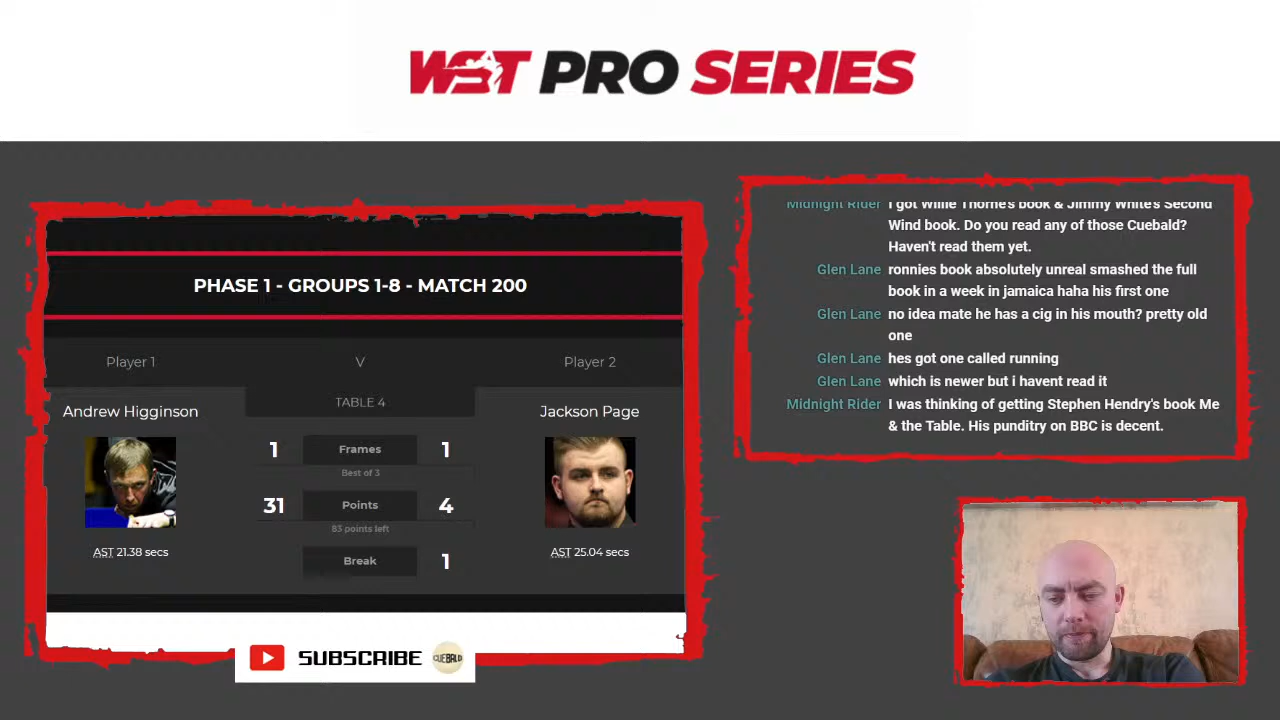 WST PRO SERIES
PHASE 1 - GROUPS 1-8 - MATCH 200
Player 1 V Player 2
TABLE 4
Andrew Higginson Jackson Page
1 Frames 1
Best of 3
31 Points 4
83 points left
AST 21.38 secs AST 25.04 secs
Break 1
SUBSCRIBE CUEBALD
Midnight Rider I got Willie Thorne's book & Jimmy White's Second
Wind book. Do you read any of those Cuebald?
Haven't read them yet.
Glen Lane ronnies book absolutely unreal smashed the full
book in a week in jamaica haha his first one
Glen Lane no idea mate he has a cig in his mouth? pretty old
one
Glen Lane hes got one called running
Glen Lane which is newer but i havent read it
Midnight Rider I was thinking of getting Stephen Hendry's book Me
& the Table. His punditry on BBC is decent.